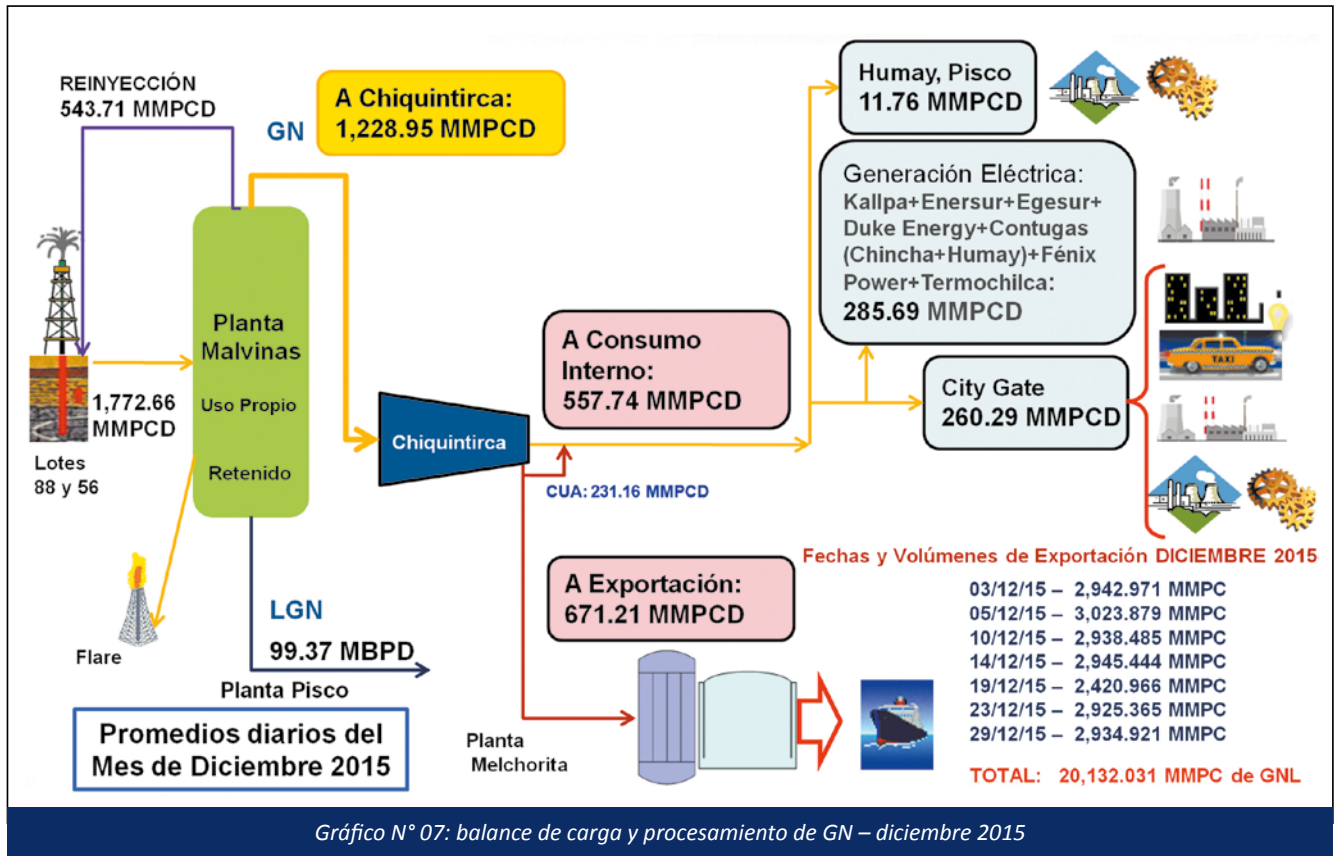 REINYECCIÓN
543.71 MMPCD
GN
A Chiquintirca:
1,228.95 MMPCD
Humay, Pisco
11.76 MMPCD
Generación Eléctrica:
Kallpa+Enersur+Egesur+
Duke Energy+Contugas
(Chincha+Humay)+Fénix
Power+Termochilca:
285.69 MMPCD
Planta
Malvinas
Uso Propio
Retenido
1,772.66
MMPCD
Lotes
88 y 56
A Consumo
Interno:
557.74 MMPCD
City Gate
260.29 MMPCD
TAXI
Chiquintirca
CUA: 231.16 MMPCD
A Exportación:
671.21 MMPCD
Flare
LGN
99.37 MBPD
Planta Pisco
Promedios diarios del
Mes de Diciembre 2015
Planta
Melchorita
Fechas y Volúmenes de Exportación DICIEMBRE 2015
03/12/15 – 2,942.971 MMPC
05/12/15 – 3,023.879 MMPC
10/12/15 – 2,938.485 MMPC
14/12/15 – 2,945.444 MMPC
19/12/15 – 2,420.966 MMPC
23/12/15 – 2,925.365 MMPC
29/12/15 – 2,934.921 MMPC
TOTAL: 20,132.031 MMPC de GNL
Gráfico N° 07: balance de carga y procesamiento de GN – diciembre 2015